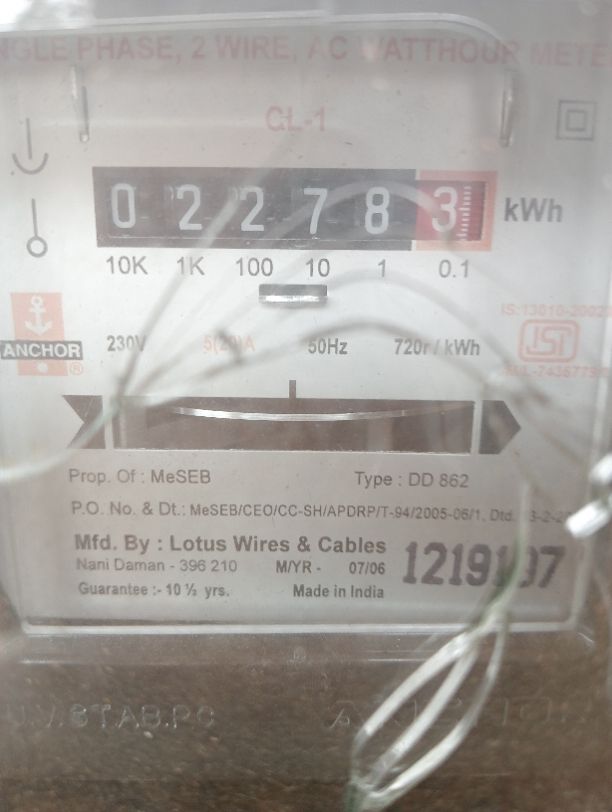 PHASE, 2 WIRE, AC WATTHOUR
CL-1
0 2 2 7 8 3 kWh
10K 1K 100 10 1 0.1
ANCHOR ®
230V 5(20)A 50Hz 720r / kWh
ISI
Prop. Of : MeSEB Type : DD 862
P.O. No. & Dt.: MeSEB/CEO/CC-SH/APDRP/T-94/2005-06/1, Dtd.
Mfd. By : Lotus Wires & Cables
Nani Daman - 396 210 M/YR - 07/06
Guarantee :- 10 ½ yrs. Made in India